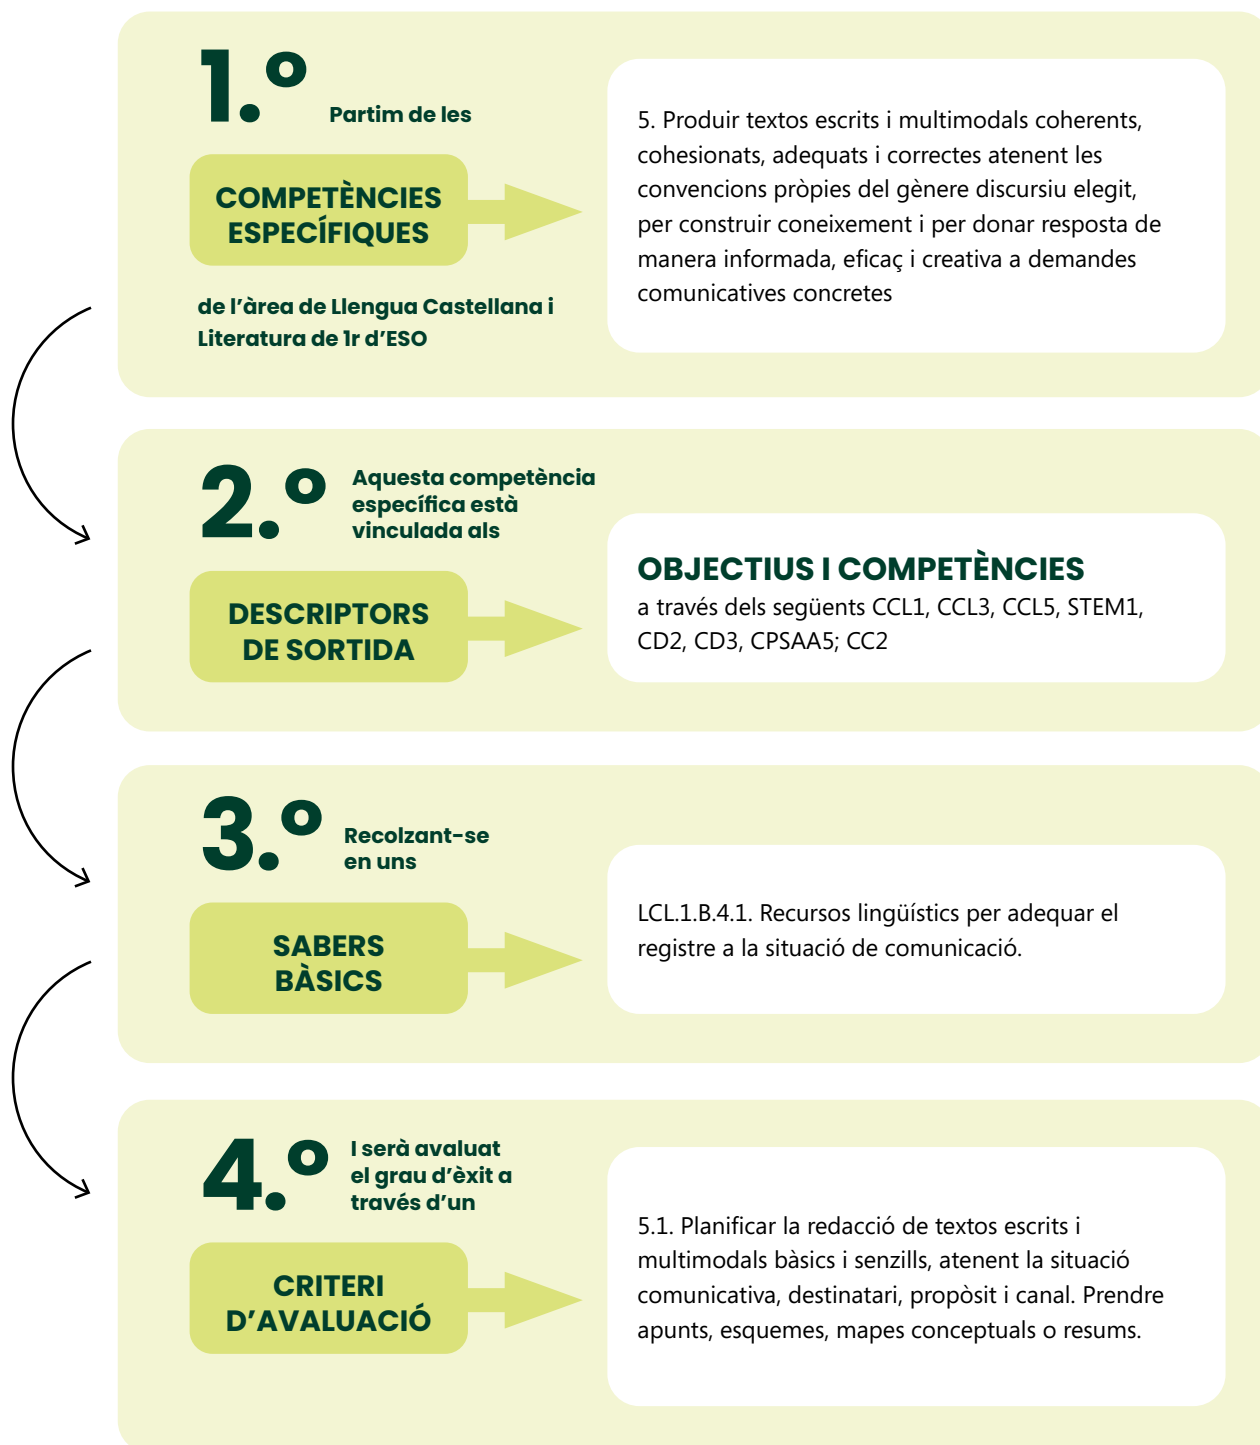 1.º
Partim de les
COMPETÈNCIES
ESPECÍFIQUES
de l’àrea de Llengua Castellana i
Literatura de 1r d’ESO
5. Produir textos escrits i multimodals coherents,
cohesionats, adequats i correctes atenent les
convencions pròpies del gènere discursiu elegit,
per construir coneixement i per donar resposta de
manera informada, eficaç i creativa a demandes
comunicatives concretes
2.º
Aquesta competència
específica està
vinculada als
DESCRIPTORS
DE SORTIDA
OBJECTIUS I COMPETÈNCIES
a través dels següents CCL1, CCL3, CCL5, STEM1,
CD2, CD3, CPSAA5; CC2
3.º
Recolzant-se
en uns
SABERS
BÀSICS
LCL.1.B.4.1. Recursos lingüístics per adequar el
registre a la situació de comunicació.
4.º
I serà avaluat
el grau d’èxit a
través d’un
CRITERI
D’AVALUACIÓ
5.1. Planificar la redacció de textos escrits i
multimodals bàsics i senzills, atenent la situació
comunicativa, destinatari, propòsit i canal. Prendre
apunts, esquemes, mapes conceptuals o resums.